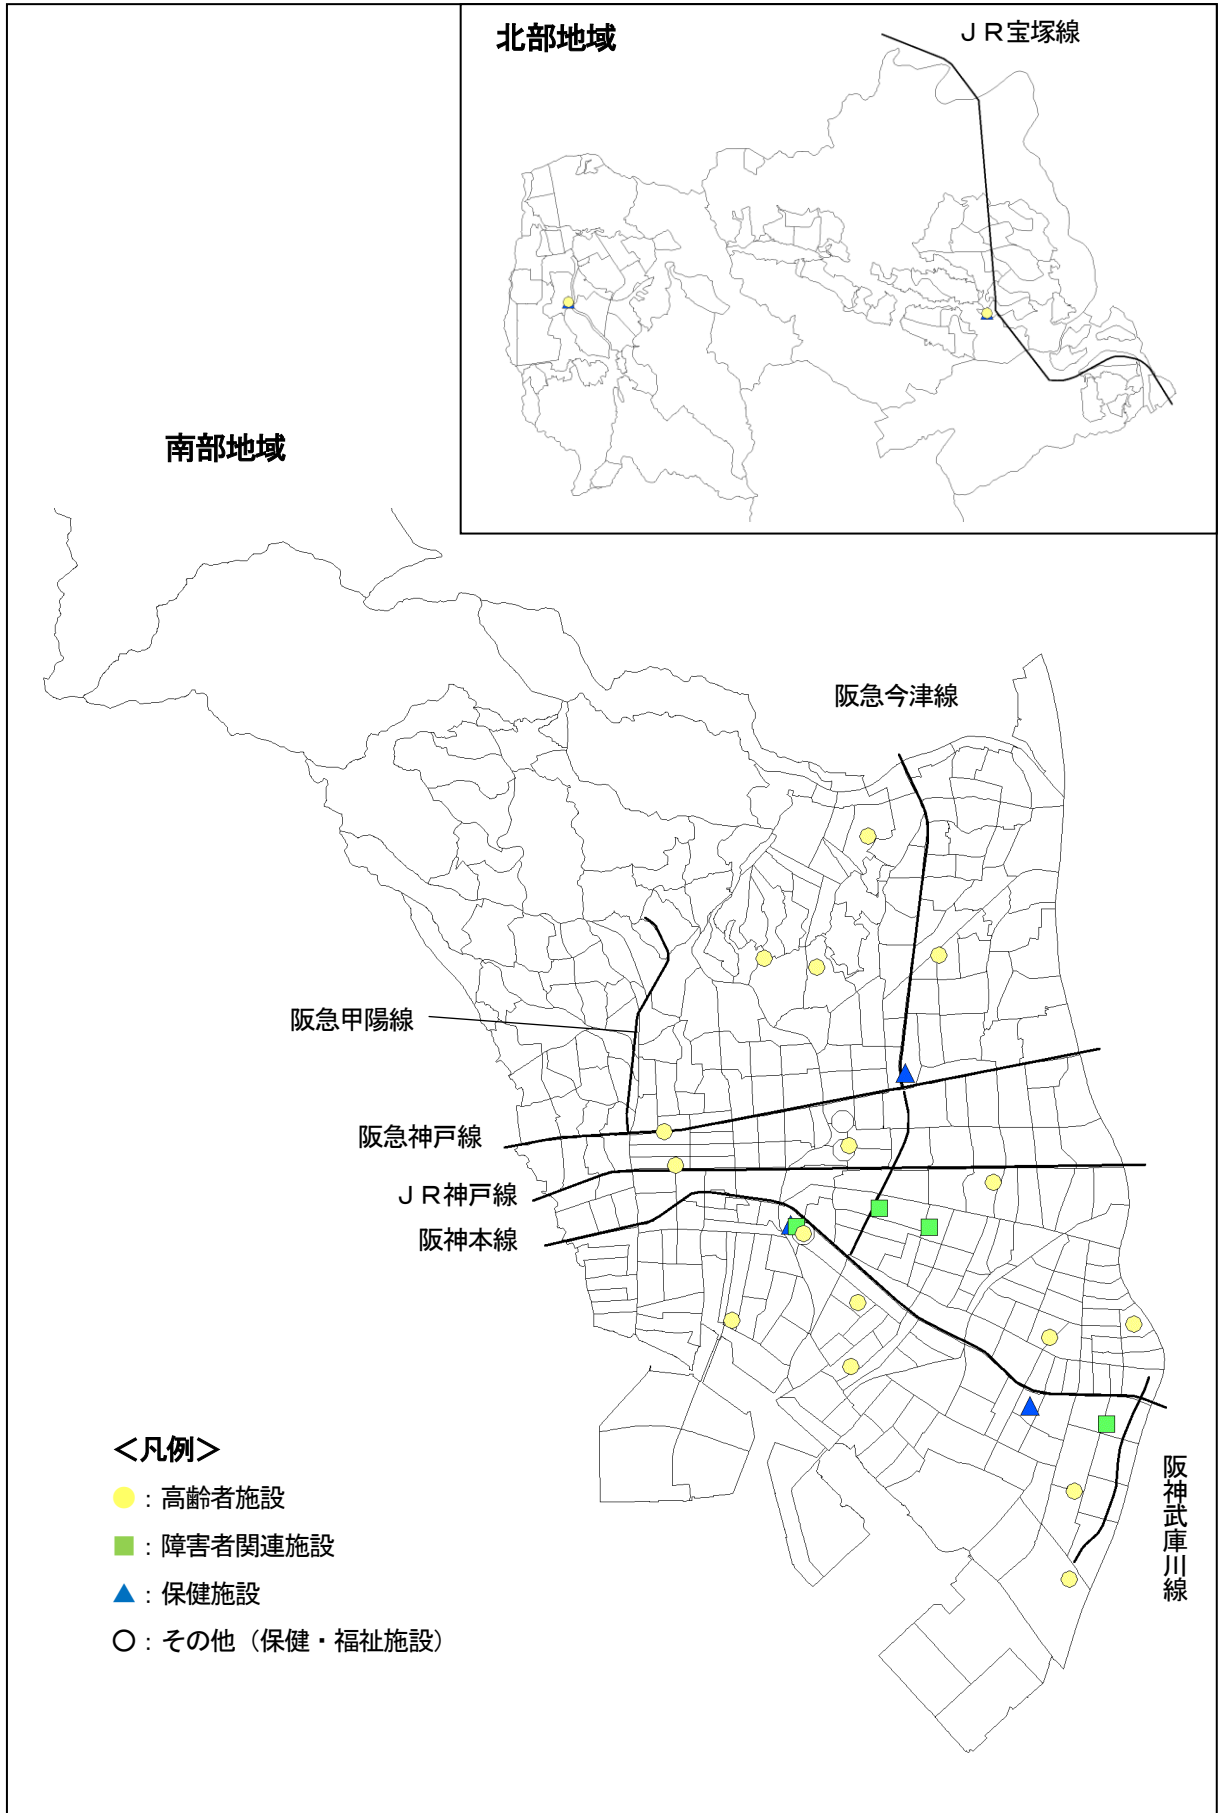 北部地域
ＪＲ宝塚線
南部地域
阪急今津線
阪急甲陽線
阪急神戸線
ＪＲ神戸線
阪神本線
阪神武庫川線
＜凡例＞
：高齢者施設
：障害者関連施設
：保健施設
：その他（保健・福祉施設）